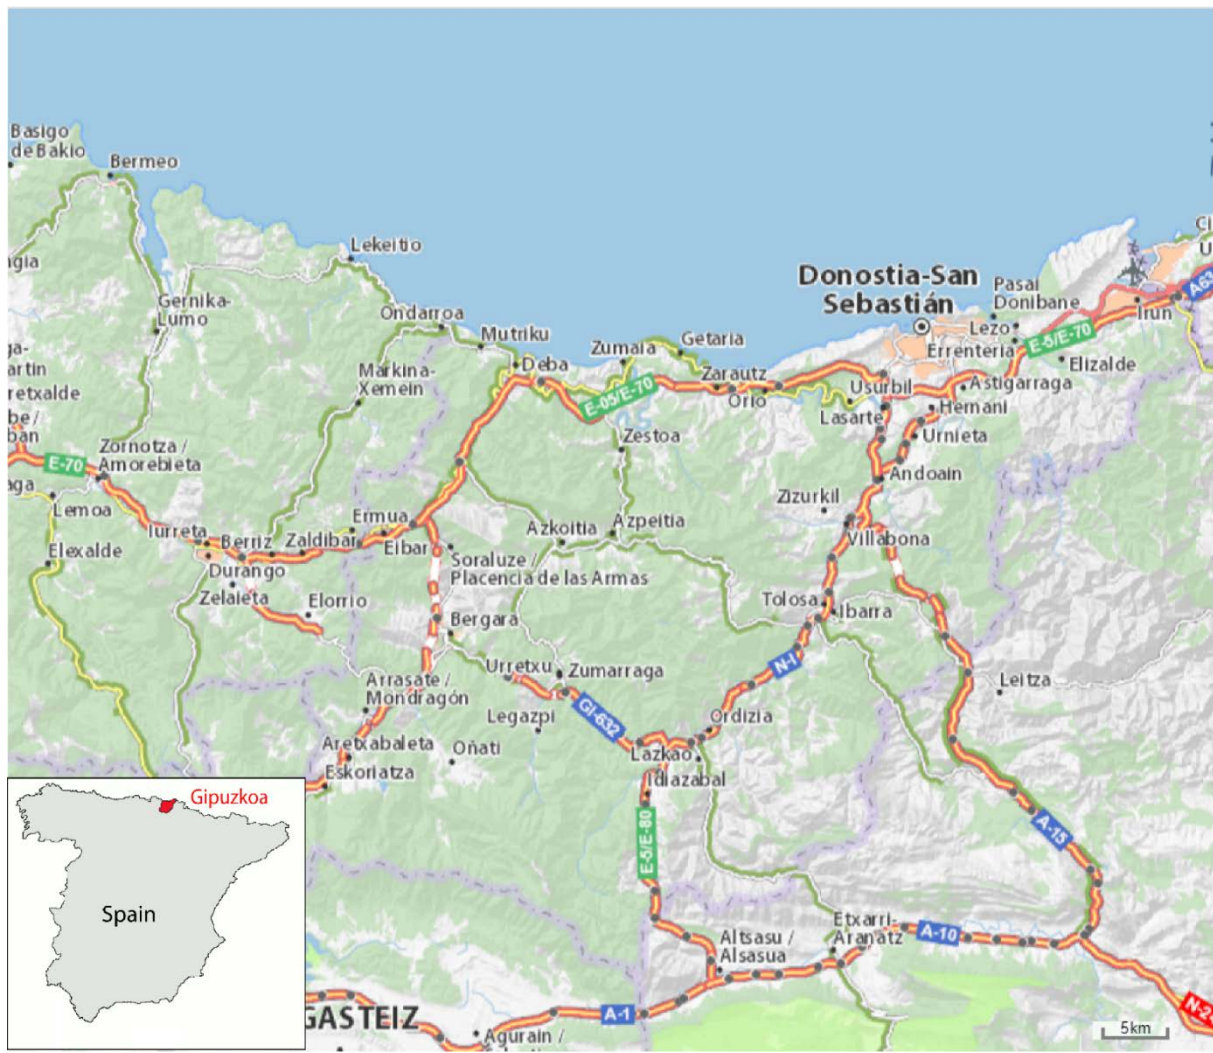 Basigo
de Bakio
Bermeo
Lekeitio
Gernika-
Lumo
Ondarroa
Mutriku
Deba
Zumaia
Getaria
Zarautz
Orio
Donostia-San
Sebastián
Pasai
Donibane
Lezo
Errenteria
Irun
A63
E-5/E-70
Elizalde
Astigarraga
Usurbil
Lasarte
Hernani
Urnieta
Andoain
E-05/E-70
Markina-
Xemein
Zestoa
Zornotza /
Amorebieta
E-70
Lemoa
Elexalde
Iurreta
Berriz
Zaldibar
Ermua
Eibar
Durango
Zelaieta
Elorrio
Azkoitia
Azpeitia
Soraluze /
Placencia de las Armas
Zizurkil
Villabona
Tolosa
Ibarra
Bergara
Urretxu
Zumarraga
Arrasate /
Mondragón
Legazpi
GI-632
N-I
Ordizia
Leitza
Aretxabaleta
Oñati
Eskoriatza
Lazkao
Idiazabal
E-5/E-80
A-15
Gipuzkoa
Spain
Etxarri-
Aranatz
A-10
Altsasu /
Alsasua
GASTEIZ
A-1
Agurain /
5km